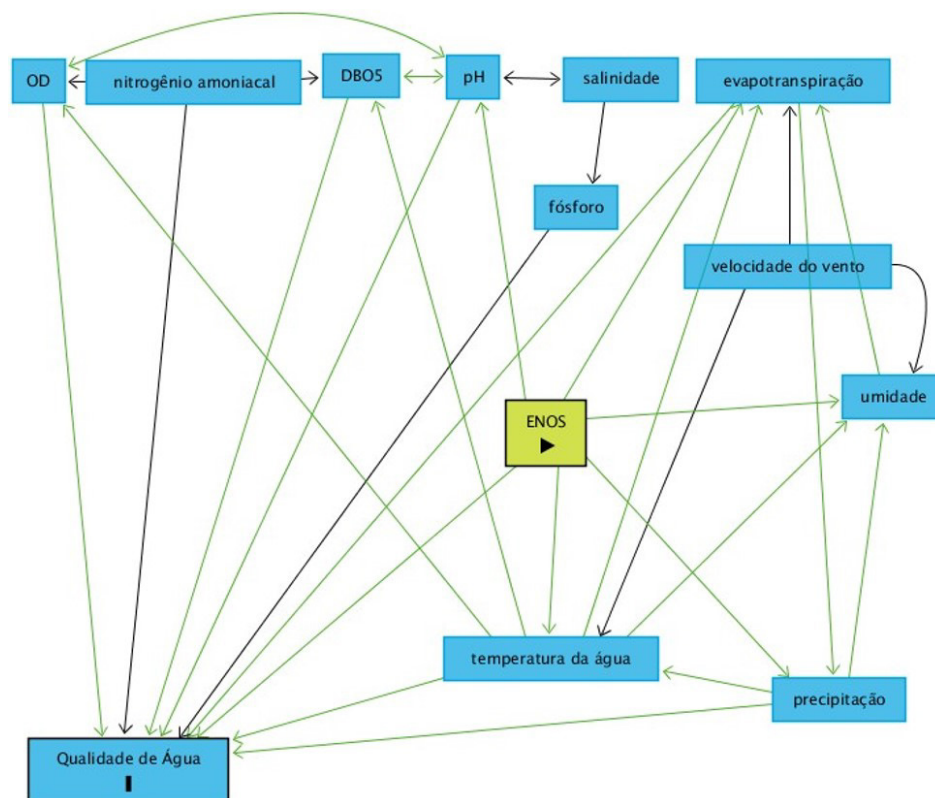 OD
nitrogênio amoniacal
DBO5
pH
salinidade
evapotranspiração
fósforo
velocidade do vento
umidade
ENOS
temperatura da água
precipitação
Qualidade de Água